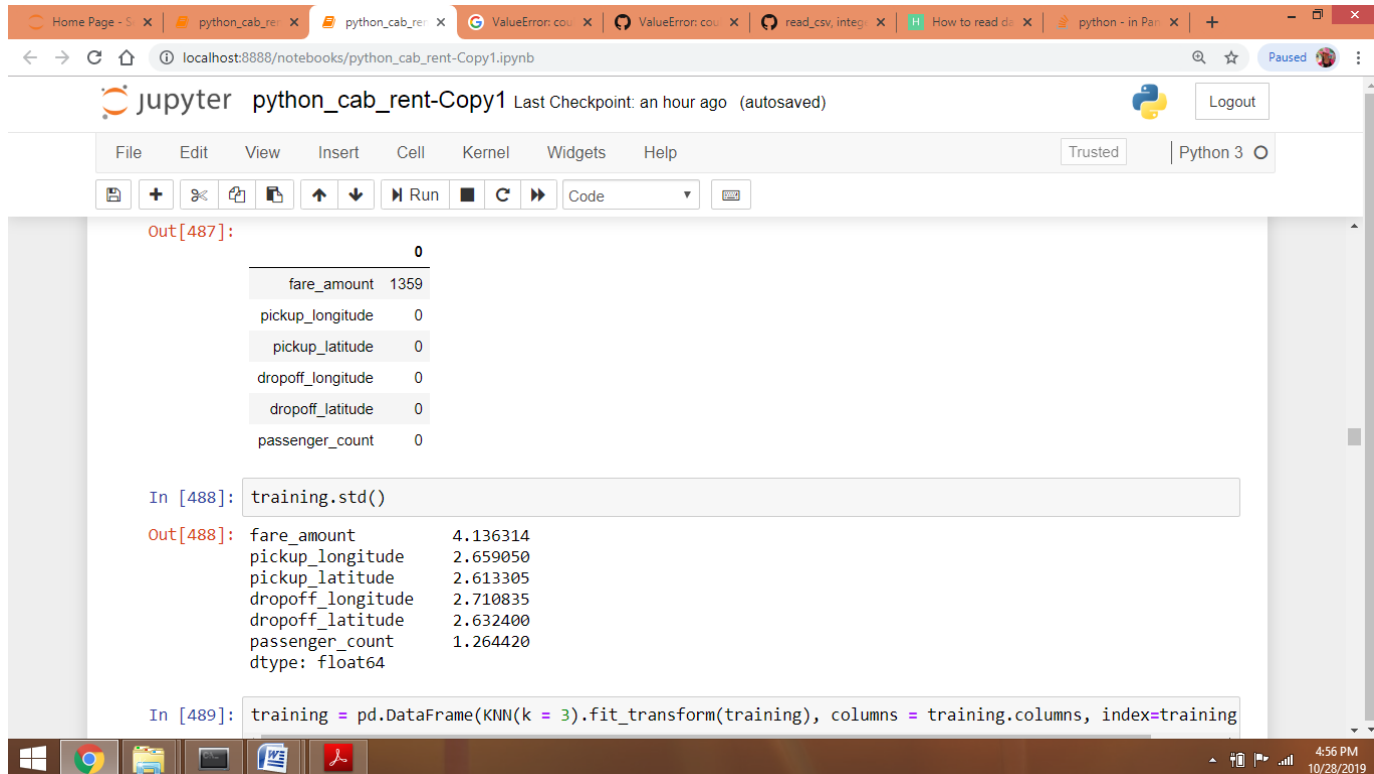 Home Page - S
python_cab_ren
python_cab_ren
ValueError: cou
ValueError: cou
read_csv, intege
How to read da
python - in Pan
localhost:8888/notebooks/python_cab_rent-Copy1.ipynb
Paused
jupyter python_cab_rent-Copy1 Last Checkpoint: an hour ago (autosaved)
Logout
File Edit View Insert Cell Kernel Widgets Help
Trusted
Python 3
Run
Code
Out[487]:
0
fare_amount 1359
pickup_longitude 0
pickup_latitude 0
dropoff_longitude 0
dropoff_latitude 0
passenger_count 0
In [488]: training.std()
Out[488]: fare_amount 4.136314
pickup_longitude 2.659050
pickup_latitude 2.613305
dropoff_longitude 2.710835
dropoff_latitude 2.632400
passenger_count 1.264420
dtype: float64
In [489]: training = pd.DataFrame(KNN(k = 3).fit_transform(training), columns = training.columns, index=training
4:56 PM
10/28/2019